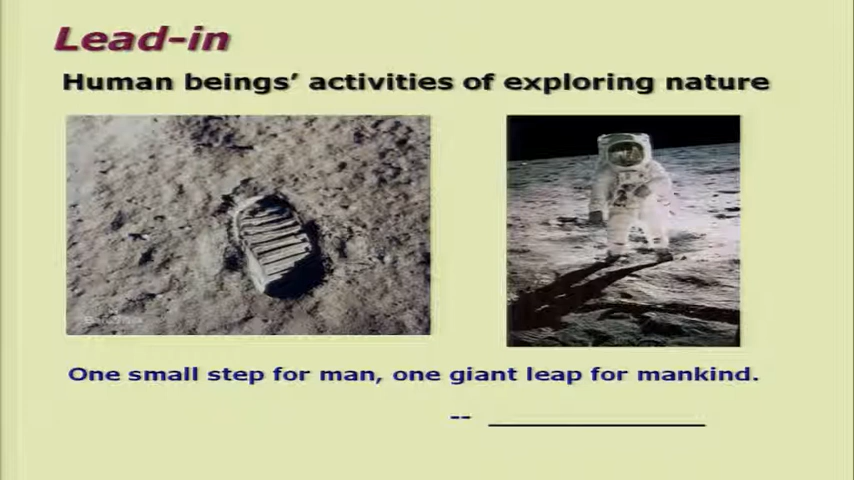 Lead-in
Human beings’ activities of exploring nature
One small step for man, one giant leap for mankind.
--